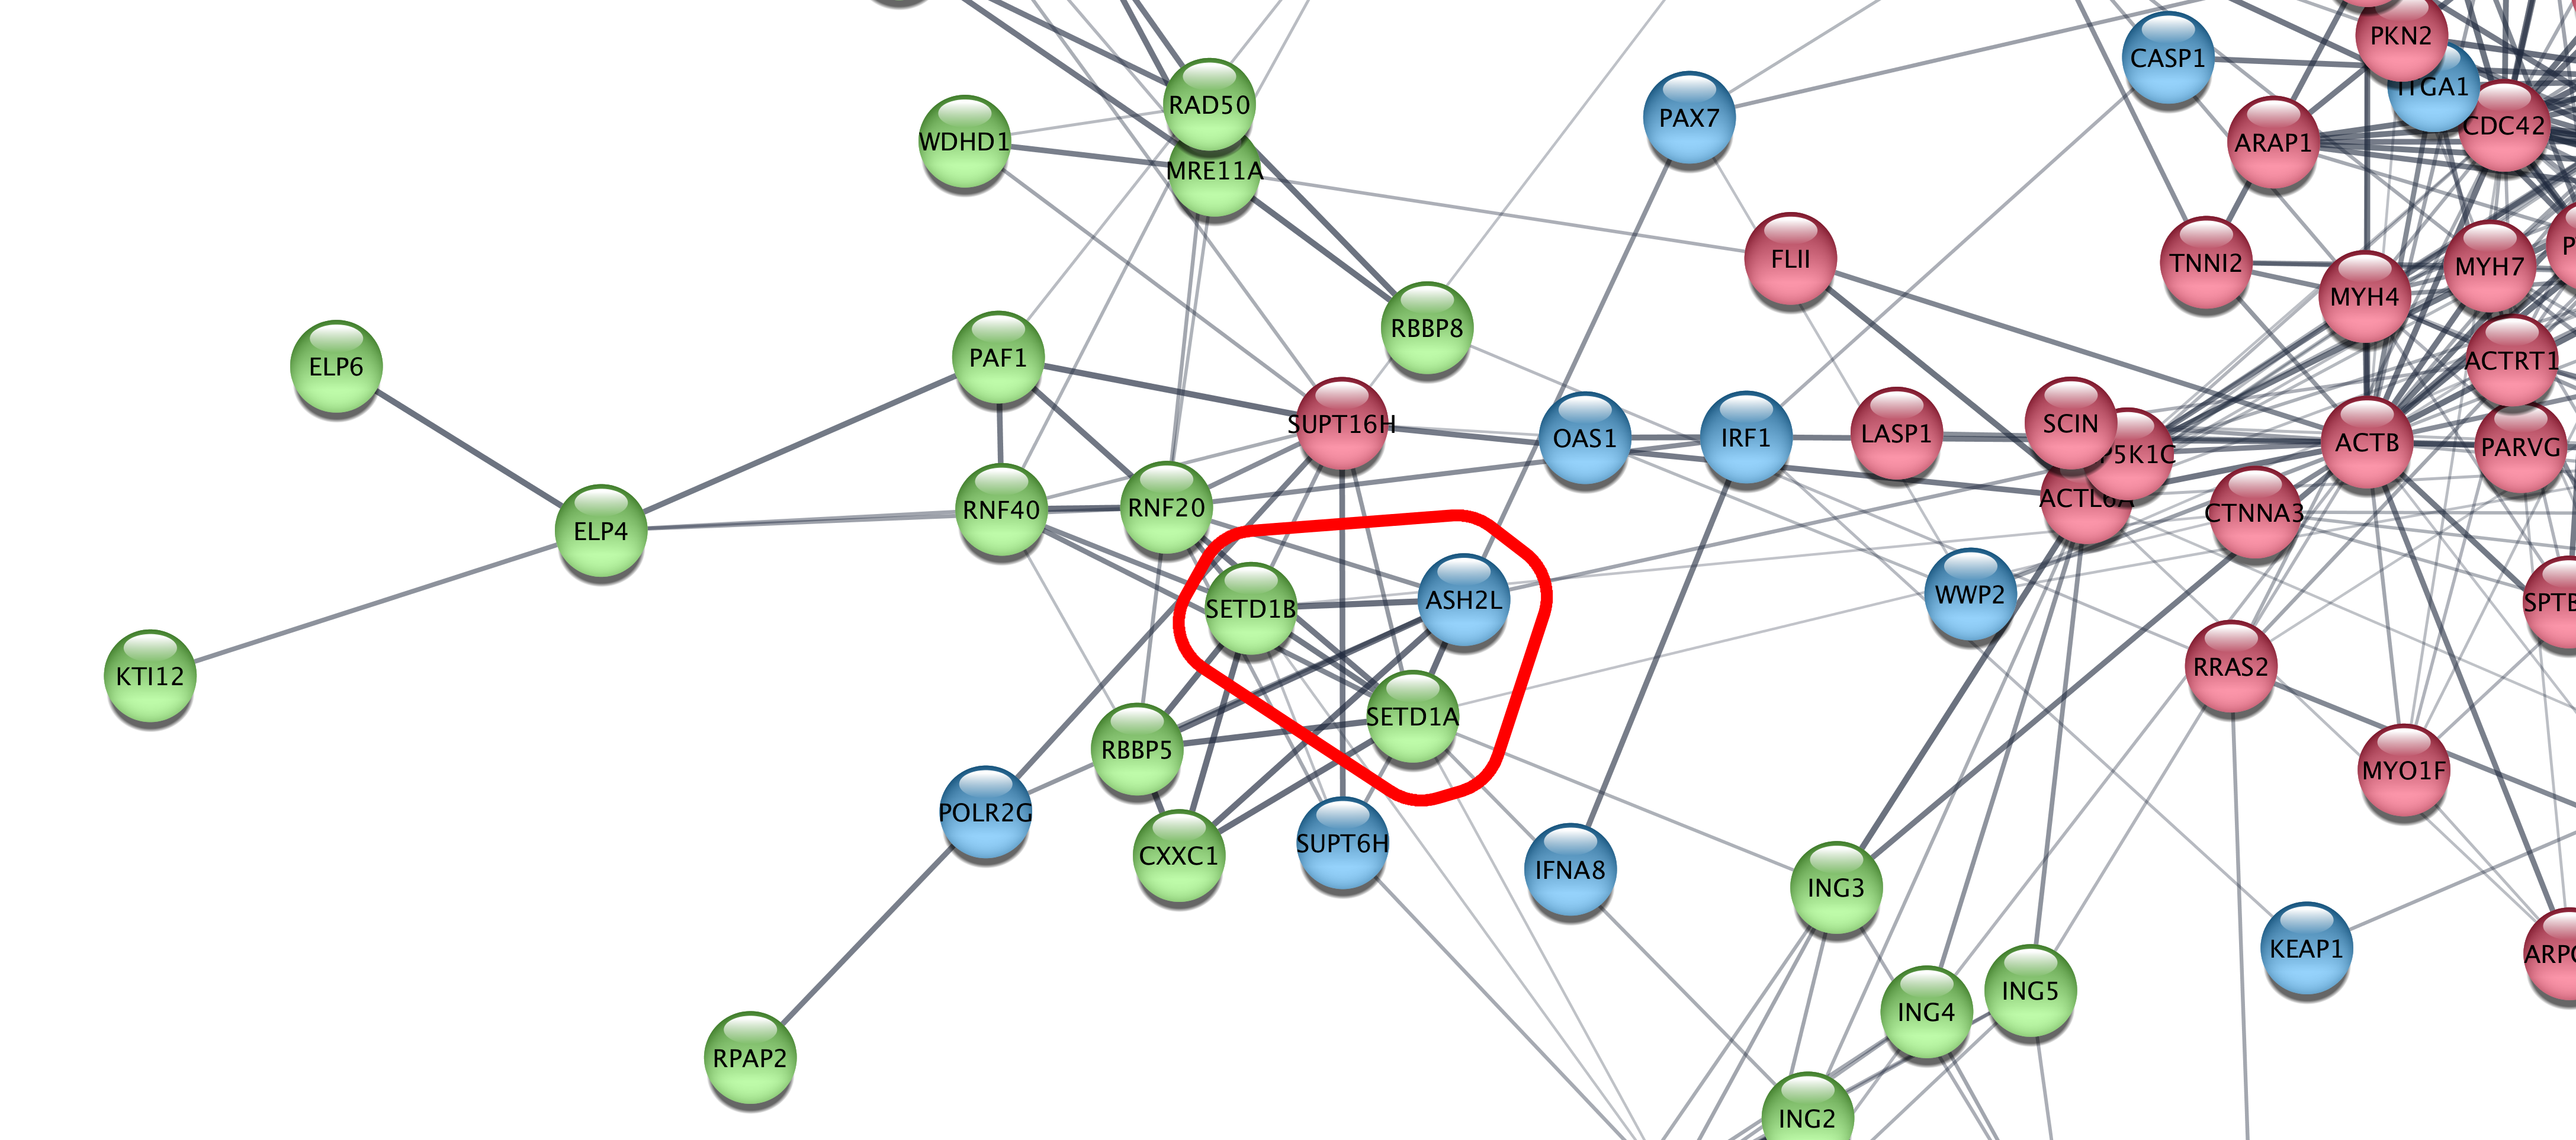 PKN2
CASP1
ITGA1
RAD50
PAX7
CDC42
WDHD1
ARAP1
MRE11A
FLII
TNNI2
MYH7
MYH4
RBBP8
PAF1
ACTRT1
ELP6
SUPT16H
OAS1
IRF1
LASP1
SCIN
ACTB
PARVG
P5K1C
ACTL6A
RNF40
RNF20
CTNNA3
ELP4
SETD1B
ASH2L
WWP2
SPTB
KTI12
RRAS2
SETD1A
RBBP5
MYO1F
POLR2G
SUPT6H
CXXC1
IFNA8
ING3
KEAP1
ARPC
ING5
ING4
RPAP2
ING2